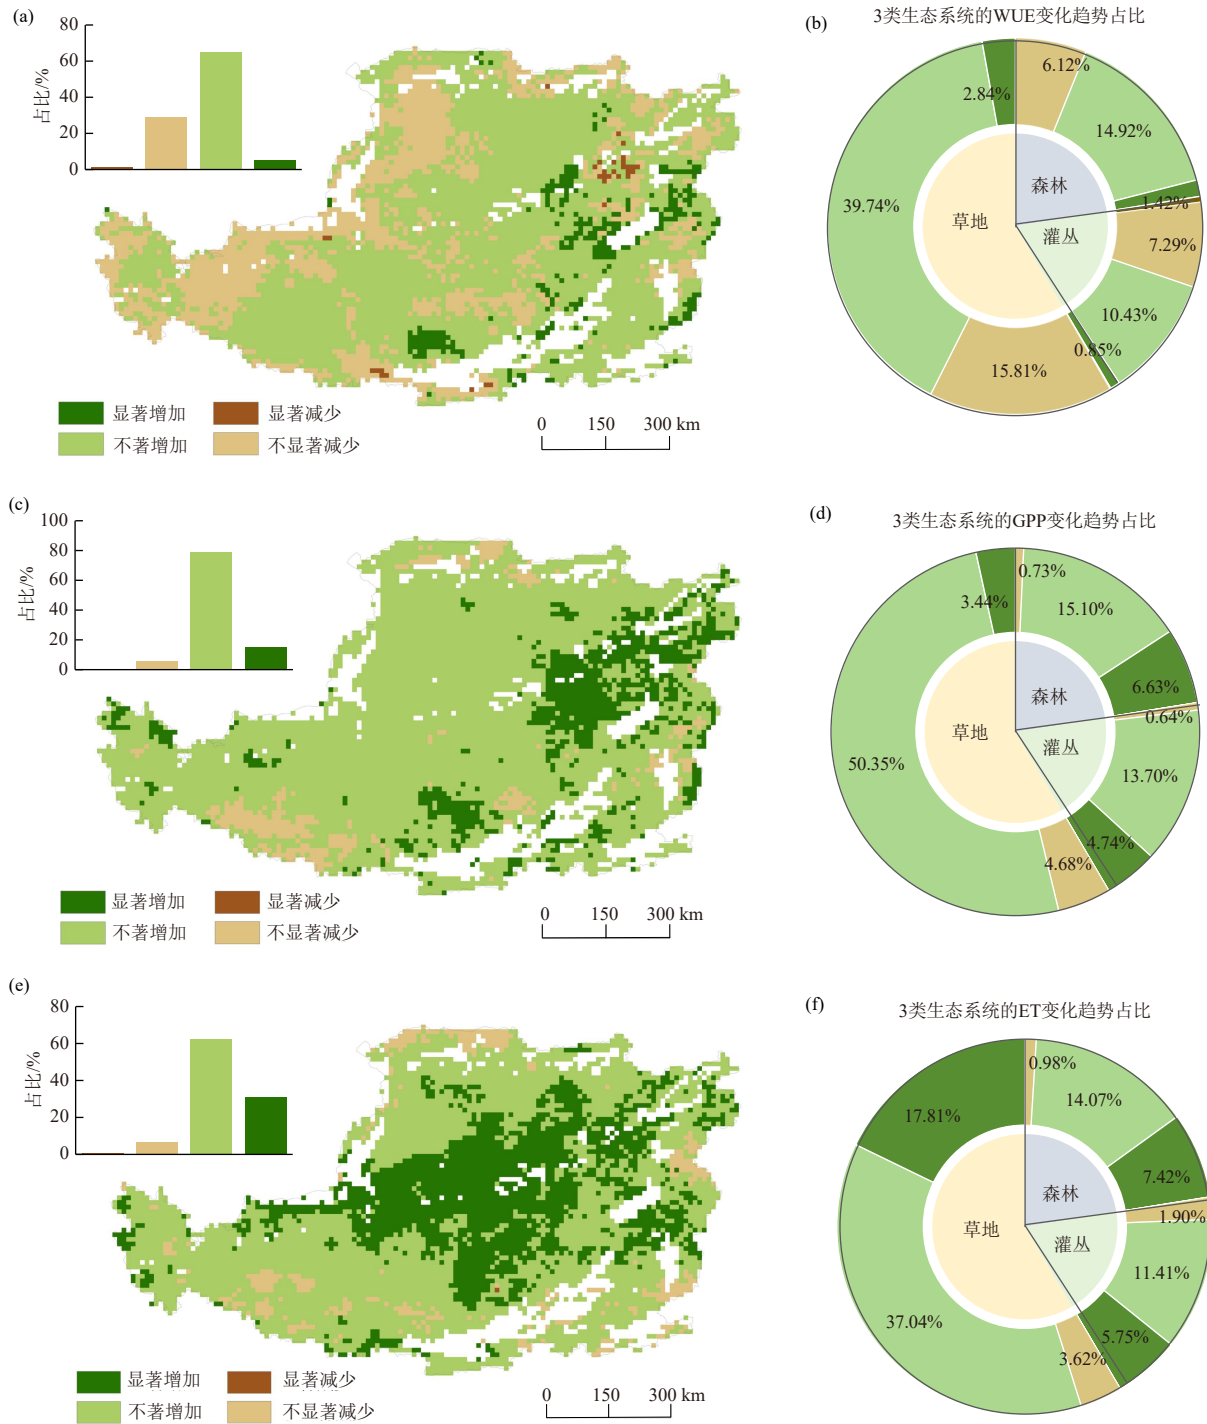 (a)
80
60
40
20
0
占比/%
显著增加
显著减少
不著增加
不显著减少
0 150 300 km
(b)
3类生态系统的WUE变化趋势占比
6.12%
2.84%
14.92%
森林
1.42%
39.74%
草地
灌丛
7.29%
10.43%
0.85%
15.81%
(c)
100
80
60
40
20
0
占比/%
显著增加
显著减少
不著增加
不显著减少
0 150 300 km
(d)
3类生态系统的GPP变化趋势占比
0.73%
3.44%
15.10%
6.63%
森林
0.64%
草地
灌丛
50.35%
13.70%
4.74%
4.68%
(e)
80
60
40
20
0
占比/%
显著增加
显著减少
不著增加
不显著减少
0 150 300 km
(f)
3类生态系统的ET变化趋势占比
0.98%
14.07%
17.81%
7.42%
森林
1.90%
草地
灌丛
11.41%
37.04%
5.75%
3.62%